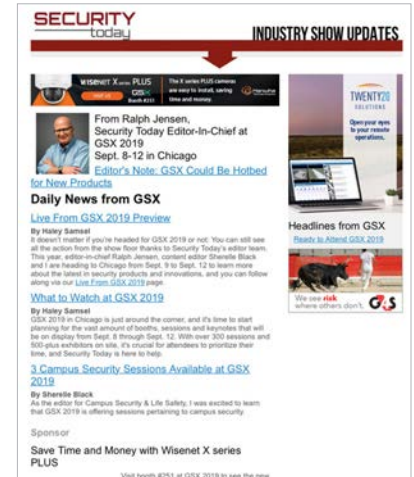 SECURITY
today
INDUSTRY SHOW UPDATES
WISENET X series PLUS
GSX
Booth #251
The X series PLUS cameras
are easy to install, saving
time and money.
Hanwha
From Ralph Jensen,
Security Today Editor-In-Chief at
GSX 2019
Sept. 8-12 in Chicago
Editor's Note: GSX Could Be Hotbed
for New Products
Daily News from GSX
Live From GSX 2019 Preview
By Haley Samsel
It doesn't matter if you're headed for GSX 2019 or not: You can still see
all the action from the show floor thanks to Security Today's editor team.
This year, editor-in-chief Ralph Jensen, content editor Sherelle Black
and I are heading to Chicago from Sept. 9 to Sept. 12 to learn more
about the latest in security products and innovations, and you can follow
along via our Live From GSX 2019 page.
What to Watch at GSX 2019
By Haley Samsel
GSX 2019 in Chicago is just around the corner, and it's time to start
planning for the vast amount of booths, sessions and keynotes that will
be on display from Sept. 8 through Sept. 12. With over 300 sessions and
500-plus exhibitors on site, it's crucial for attendees to prioritize their
time, and Security Today is here to help.
3 Campus Security Sessions Available at GSX
2019
By Sherelle Black
As the editor for Campus Security & Life Safety, I was excited to learn
that GSX 2019 is offering sessions pertaining to campus security.
Sponsor
Save Time and Money with Wisenet X series
PLUS
Visit booth #251 at GSX 2019 to see the new
TWENTY20
SOLUTIONS
Open your eyes
to your remote
operations.
Headlines from GSX
Ready to Attend GSX 2019
We see risk
where others don't.
G4S